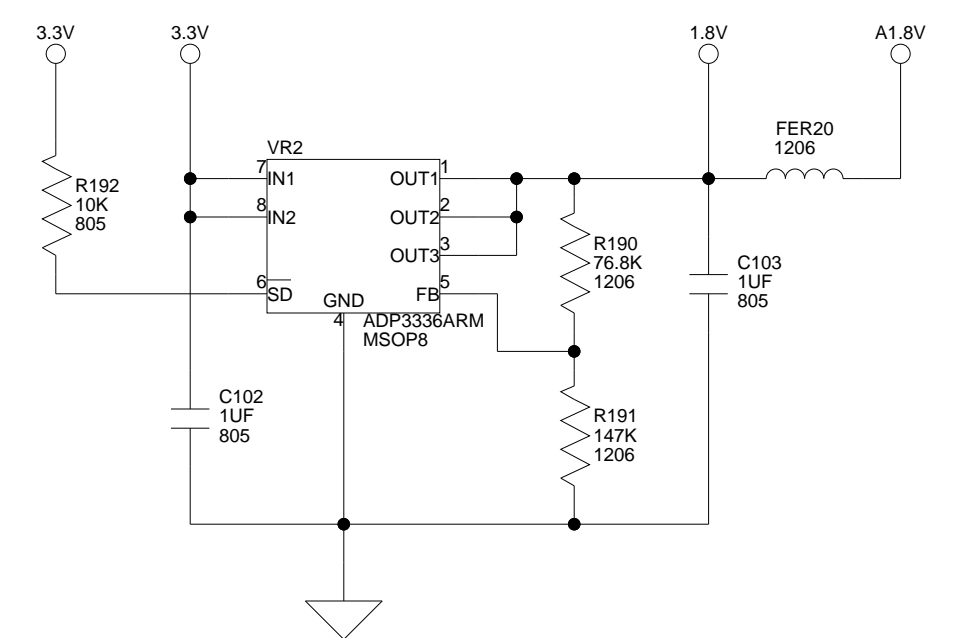 3.3V
3.3V
1.8V
A1.8V
FER20
1206
VR2
7
IN1
8
IN2
6
SD
GND
4
OUT1
1
OUT2
2
OUT3
3
FB
5
ADP3336ARM
MSOP8
R192
10K
805
R190
76.8K
1206
C103
1UF
805
C102
1UF
805
R191
147K
1206